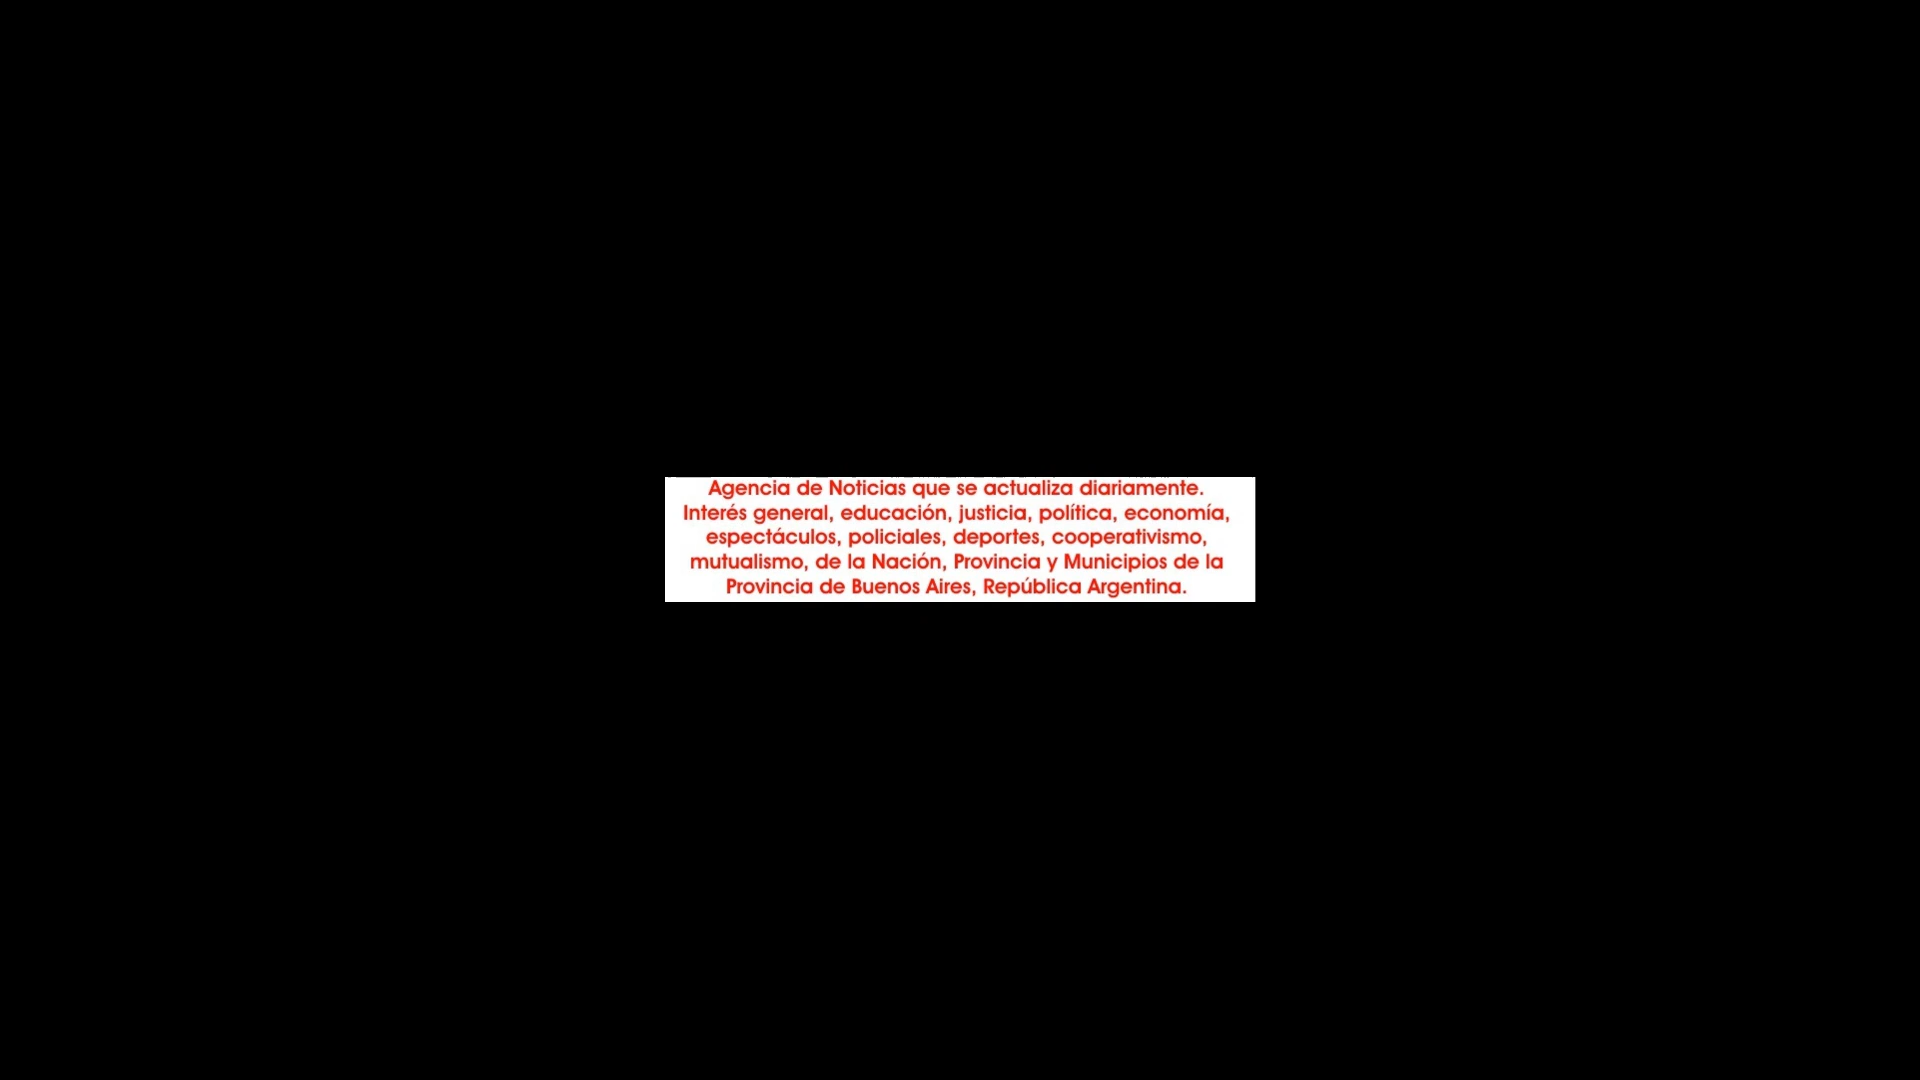 Agencia de Noticias que se actualiza diariamente.
Interés general, educación, justicia, política, economía,
espectáculos, policiales, deportes, cooperativismo,
mutualismo, de la Nación, Provincia y Municipios de la
Provincia de Buenos Aires, República Argentina.